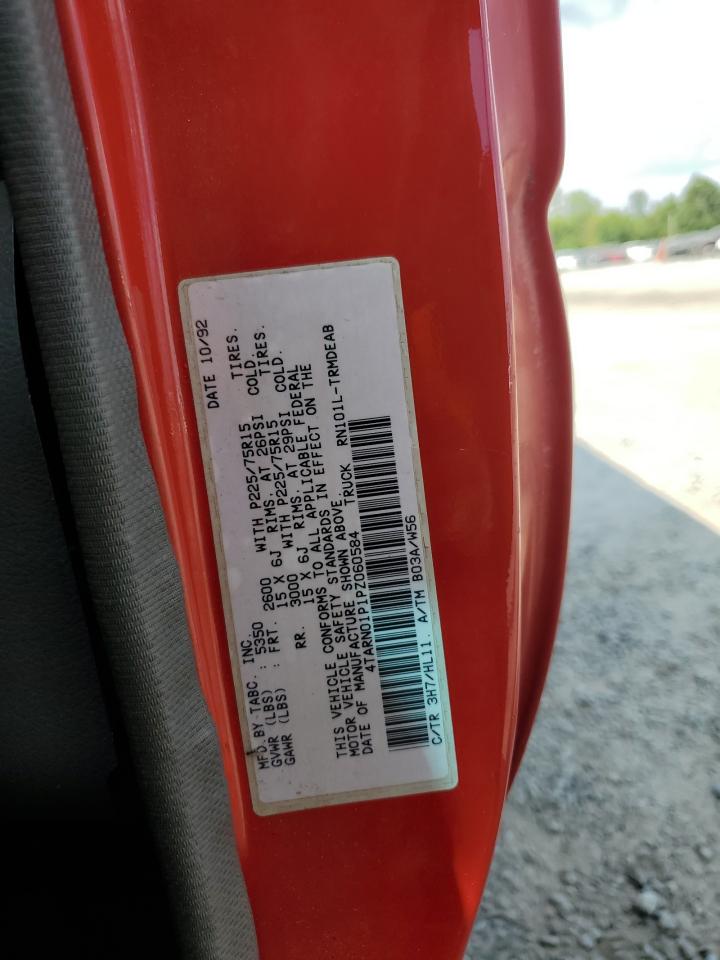 DATE 10/92
MFD.BY TABC. INC.
GVWR (LBS) : 5350 WITH P225/75R15 TIRES.
GAWR (LBS) : FRT. 2600 15 X 6J RIMS. AT 26PSI COLD.
WITH P225/75R15 TIRES.
RR. 3000 15 X 6J RIMS. AT 29PSI COLD.
THIS VEHICLE CONFORMS TO ALL APPLICABLE FEDERAL
MOTOR VEHICLE SAFETY STANDARDS IN EFFECT ON THE
DATE OF MANUFACTURE SHOWN ABOVE.
4TARN01P1PZ060584 TRUCK RN101L-TRMDEAB
C/TR 3H7/HL11. A/TM B03A/W56